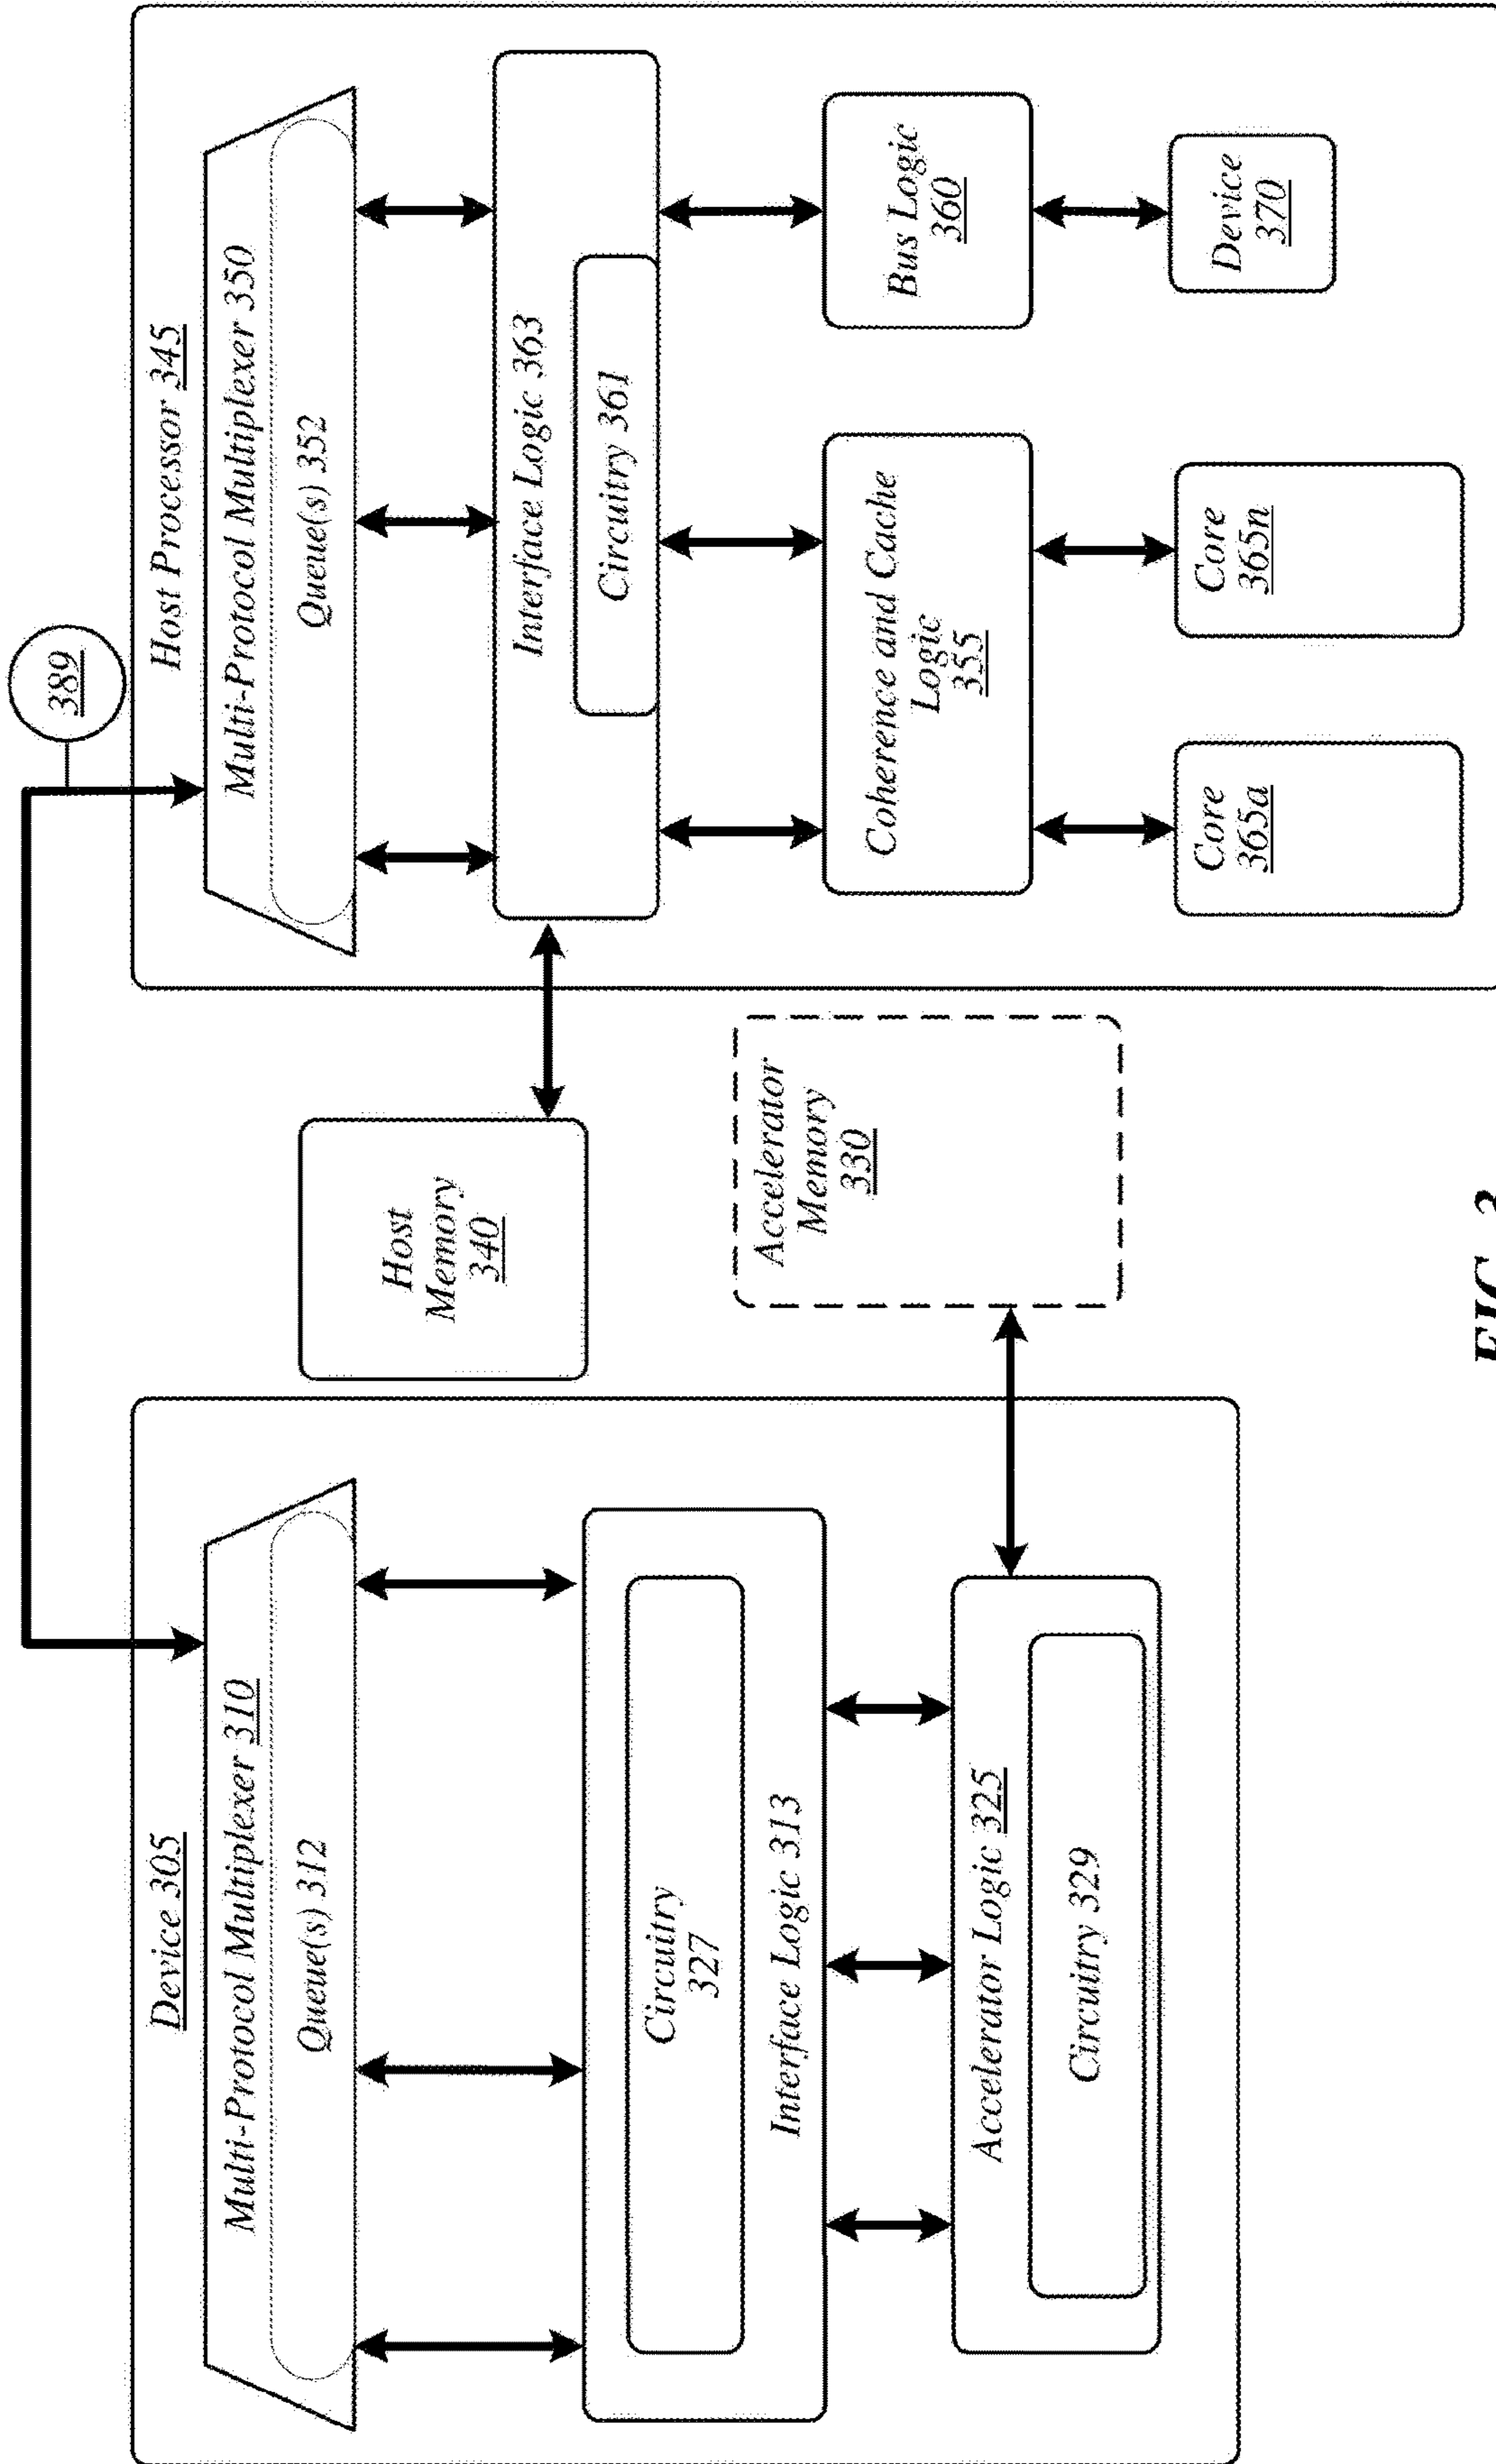 389
Device 305
Multi-Protocol Multiplexer 310
Queue(s) 312
Circuitry
327
Interface Logic 313
Accelerator Logic 325
Circuitry 329
Host
Memory
340
Accelerator
Memory
330
Host Processor 345
Multi-Protocol Multiplexer 350
Queue(s) 352
Interface Logic 363
Circuitry 361
Coherence and Cache
Logic
355
Bus Logic
360
Core
365a
Core
365n
Device
370
FIG. 3